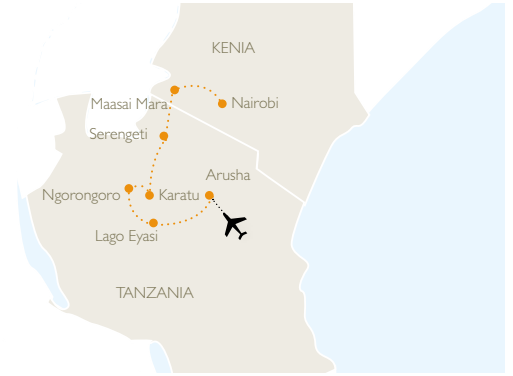 KENIA
Maasai Mara
Nairobi
Serengeti
Arusha
Ngorongoro
Karatu
Lago Eyasi
TANZANIA